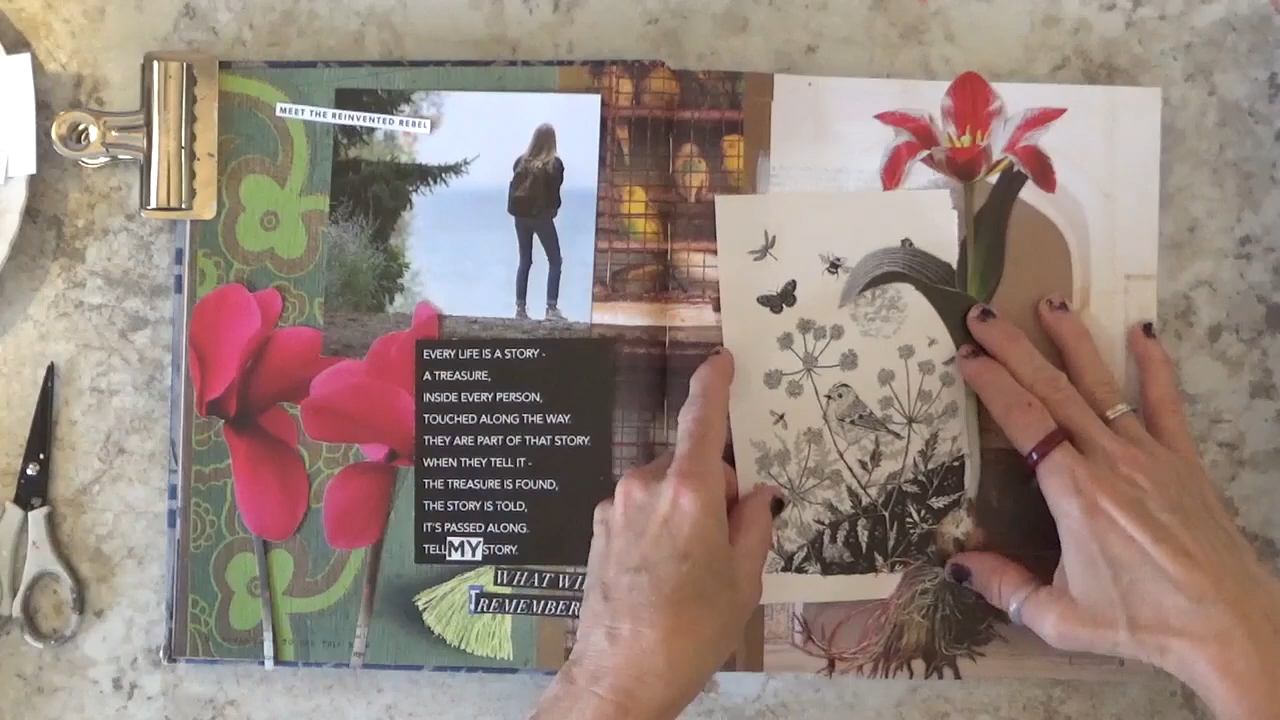 MEET THE REINVENTED REBEL
EVERY LIFE IS A STORY -
A TREASURE,
INSIDE EVERY PERSON,
TOUCHED ALONG THE WAY.
THEY ARE PART OF THAT STORY.
WHEN THEY TELL IT -
THE TREASURE IS FOUND,
THE STORY IS TOLD,
IT'S PASSED ALONG.
TELL MY STORY.
WHAT WI
REMEMBER